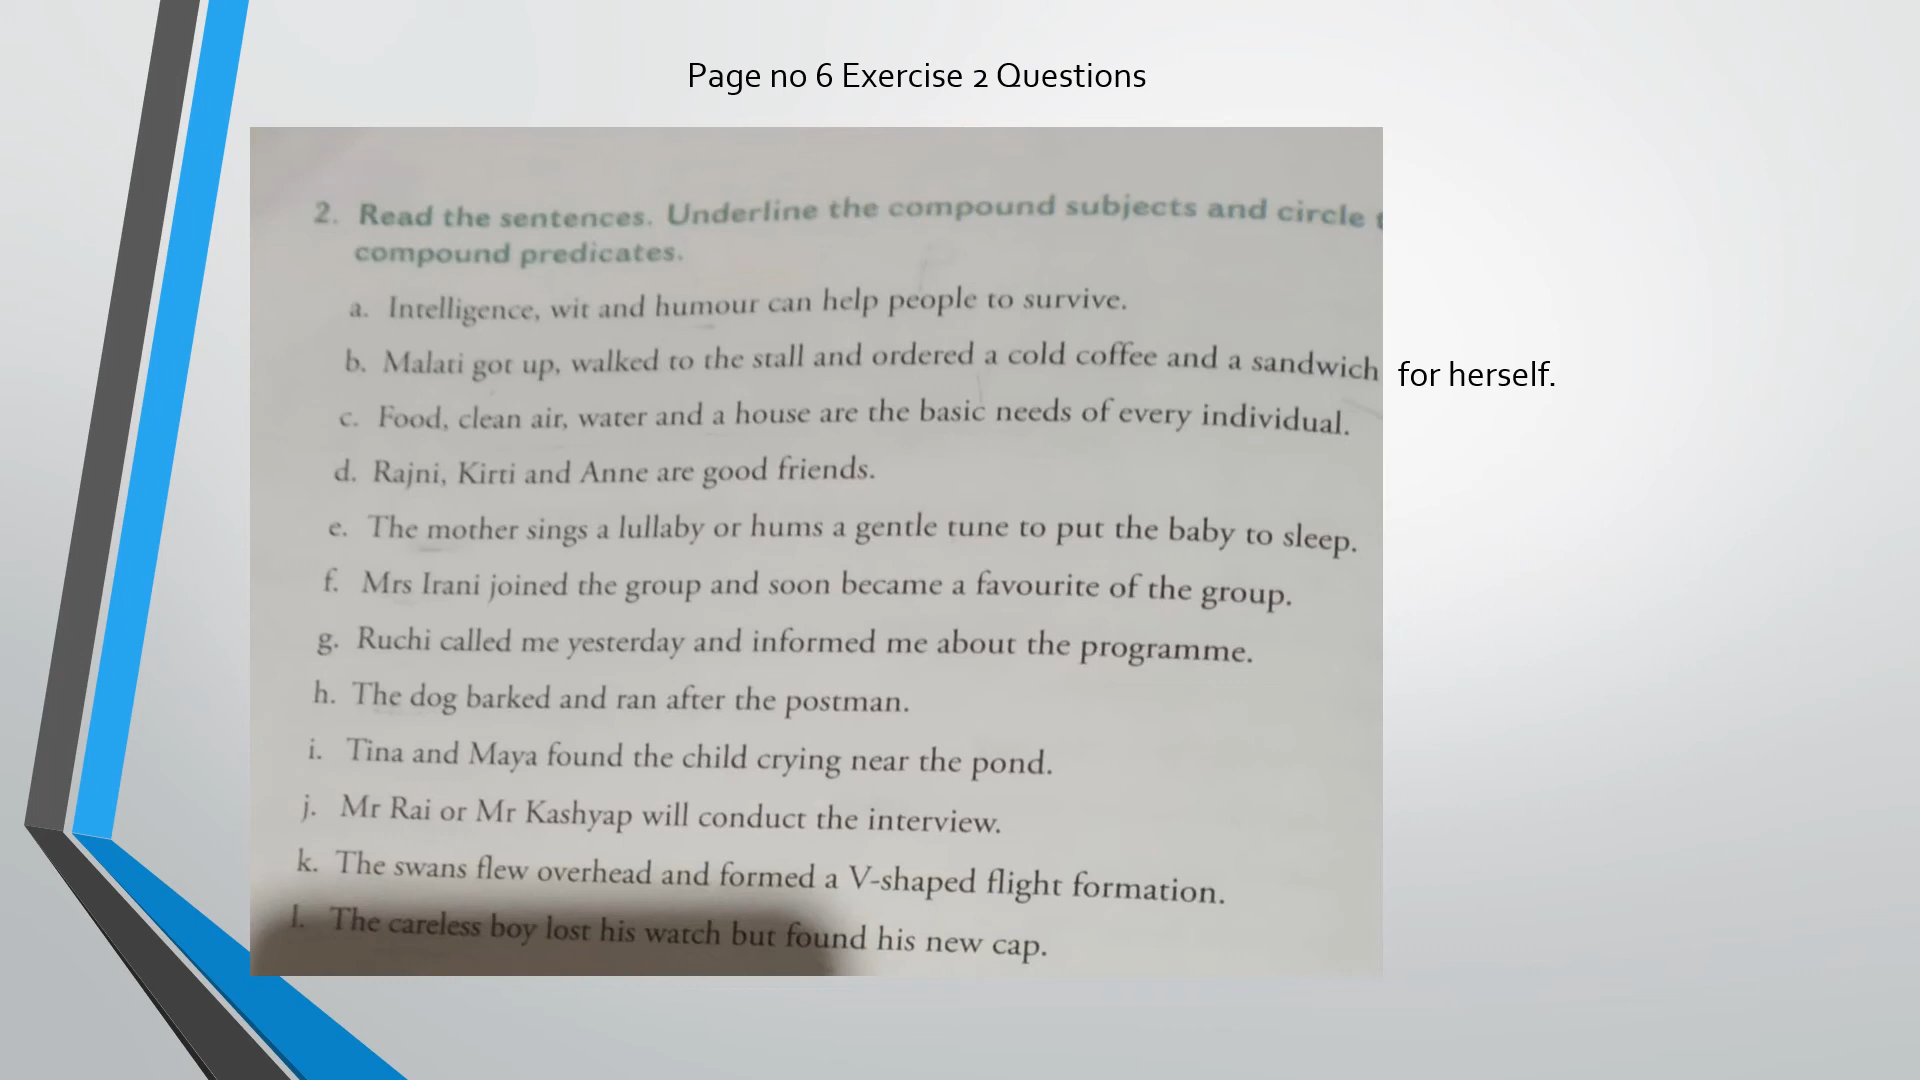 Page no 6 Exercise 2 Questions
2. Read the sentences. Underline the compound subjects and circle t
compound predicates.
a. Intelligence, wit and humour can help people to survive.
b. Malati got up, walked to the stall and ordered a cold coffee and a sandwich for herself.
c. Food, clean air, water and a house are the basic needs of every individual.
d. Rajni, Kirti and Anne are good friends.
e. The mother sings a lullaby or hums a gentle tune to put the baby to sleep.
f. Mrs Irani joined the group and soon became a favourite of the group.
g. Ruchi called me yesterday and informed me about the programme.
h. The dog barked and ran after the postman.
i. Tina and Maya found the child crying near the pond.
j. Mr Rai or Mr Kashyap will conduct the interview.
k. The swans flew overhead and formed a V-shaped flight formation.
l. The careless boy lost his watch but found his new cap.